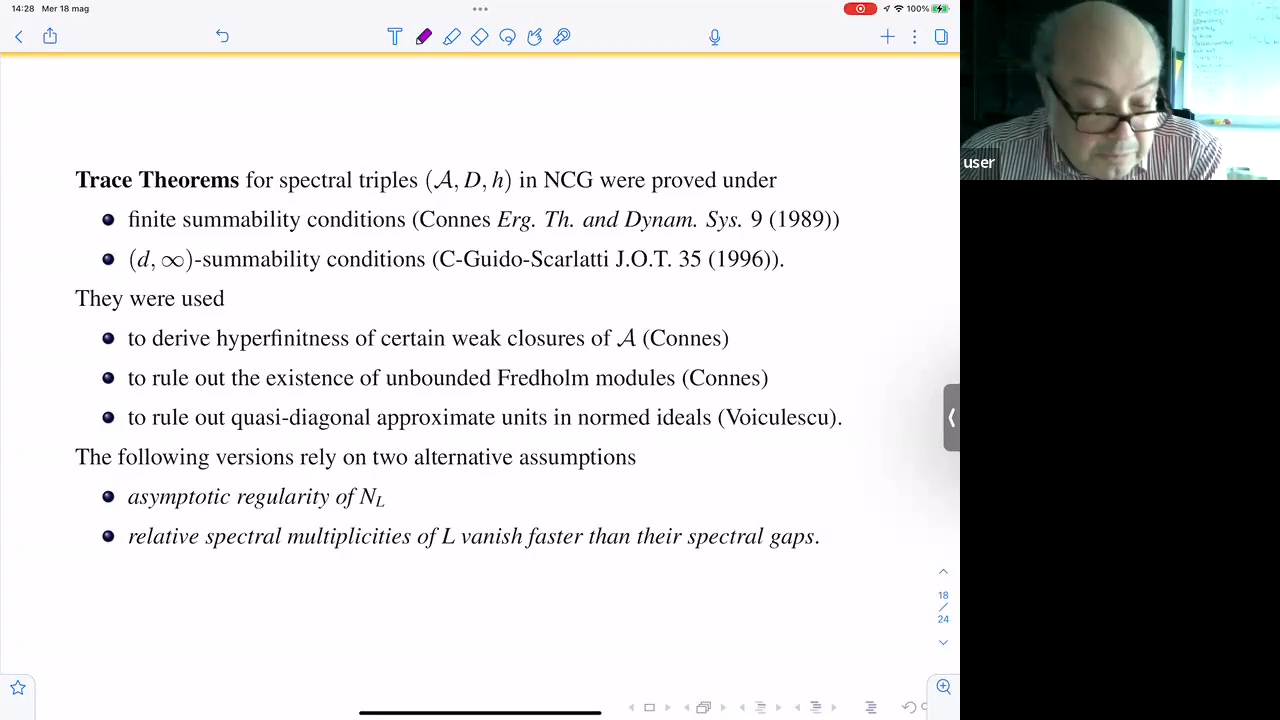 14:28 Mer 18 mag
100%
user
Trace Theorems for spectral triples (𝒜, D, h) in NCG were proved under
finite summability conditions (Connes Erg. Th. and Dynam. Sys. 9 (1989))
(d, ∞)-summability conditions (C-Guido-Scarlatti J.O.T. 35 (1996)).
They were used
to derive hyperfinitness of certain weak closures of 𝒜 (Connes)
to rule out the existence of unbounded Fredholm modules (Connes)
to rule out quasi-diagonal approximate units in normed ideals (Voiculescu).
The following versions rely on two alternative assumptions
asymptotic regularity of N_L
relative spectral multiplicities of L vanish faster than their spectral gaps.
18
/
24